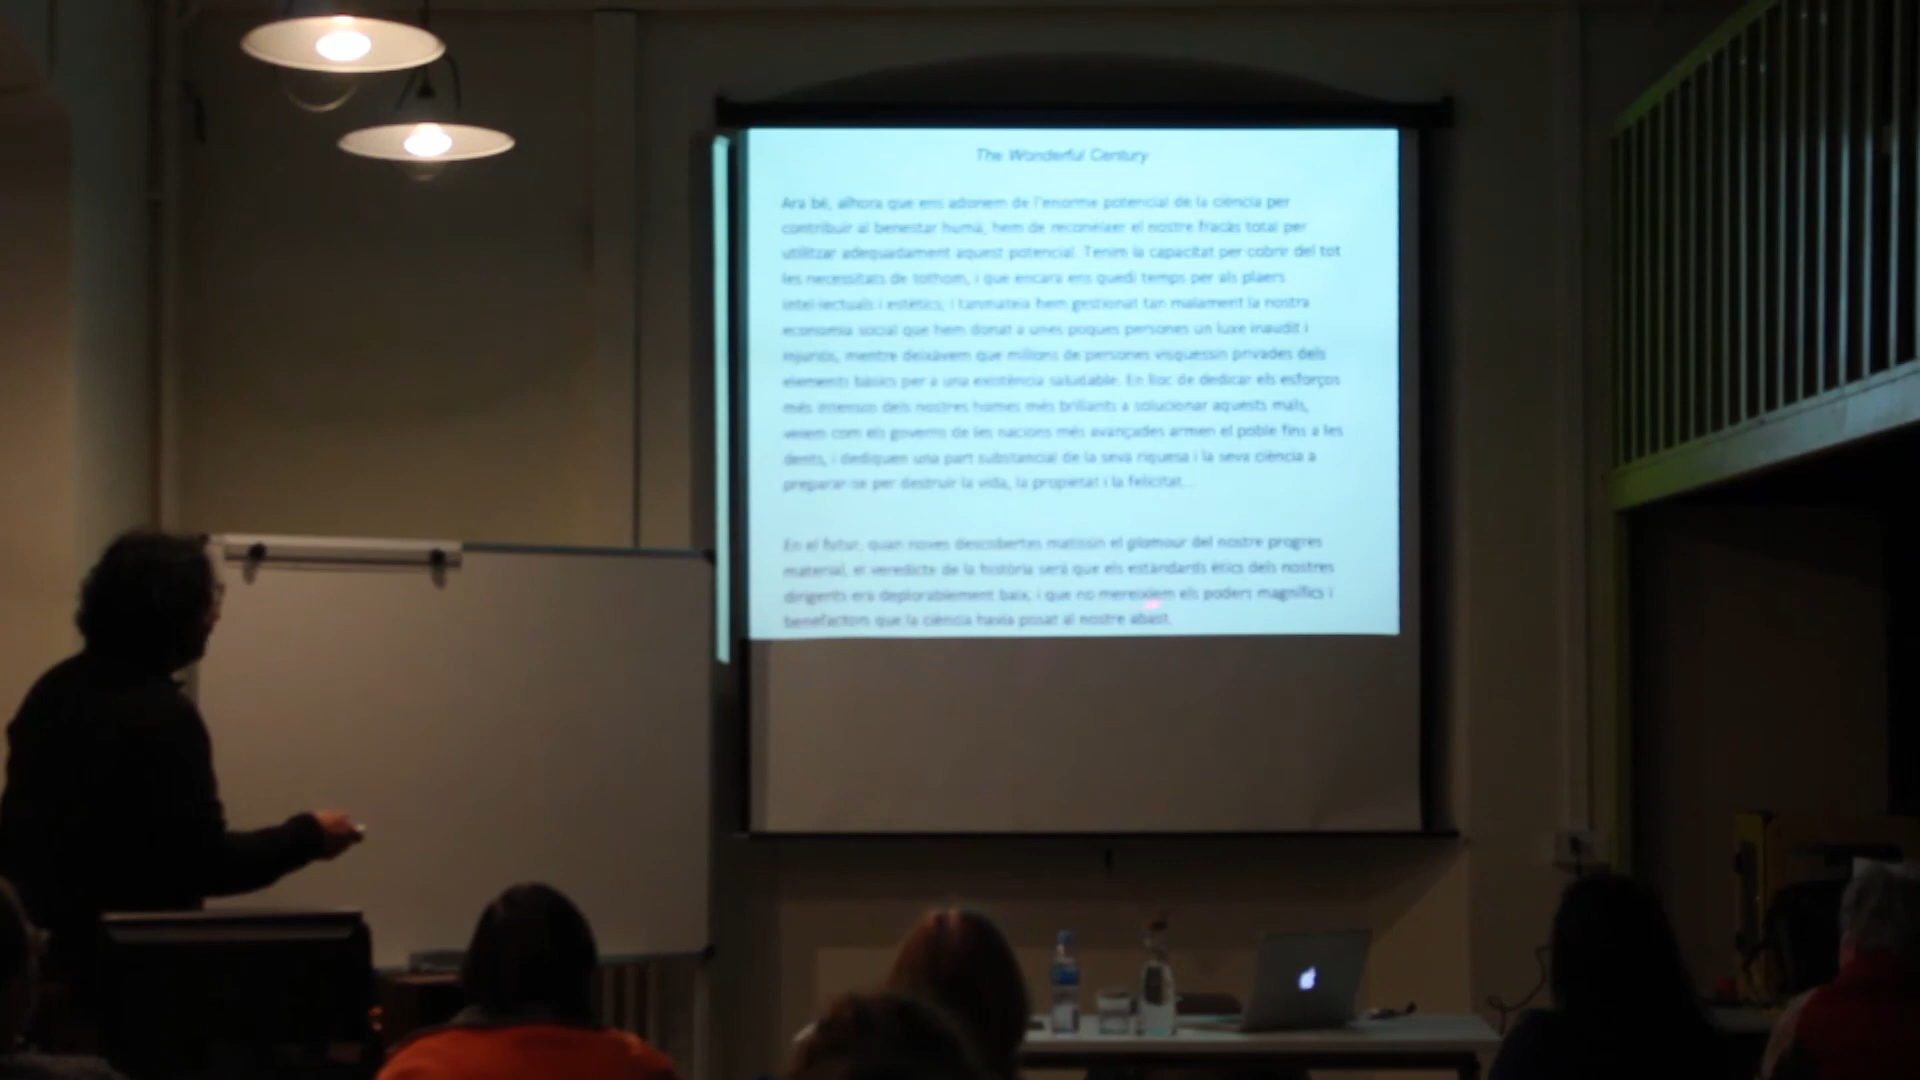 The Wonderful Century
Ara bé, alhora que ens adonem de l'enorme potencial de la ciència per
contribuir al benestar humà, hem de reconèixer el nostre fracàs total per
utilitzar adequadament aquest potencial. Tenim la capacitat per cobrir del tot
les necessitats de tothom, i que encara ens quedi temps per als plaers
intel·lectuals i estètics; i tanmateix hem gestionat tan malament la nostra
economia social que hem donat a unes poques persones un luxe inaudit i
injuriós, mentre deixàvem que milions de persones visquessin privades dels
elements bàsics per a una existència saludable. En lloc de dedicar els esforços
més intensos dels nostres homes més brillants a solucionar aquests mals,
veiem com els governs de les nacions més avançades armen el poble fins a les
dents, i dediquen una part substancial de la seva riquesa i la seva ciència a
preparar-se per destruir la vida, la propietat i la felicitat...
En el futur, quan noves descobertes matissin el glamour del nostre progres
material, el veredicte de la història serà que els estàndards ètics dels nostres
dirigents era deplorablement baix, i que no mereixíem els poders magnífics i
benefactors que la ciència havia posat al nostre abast.